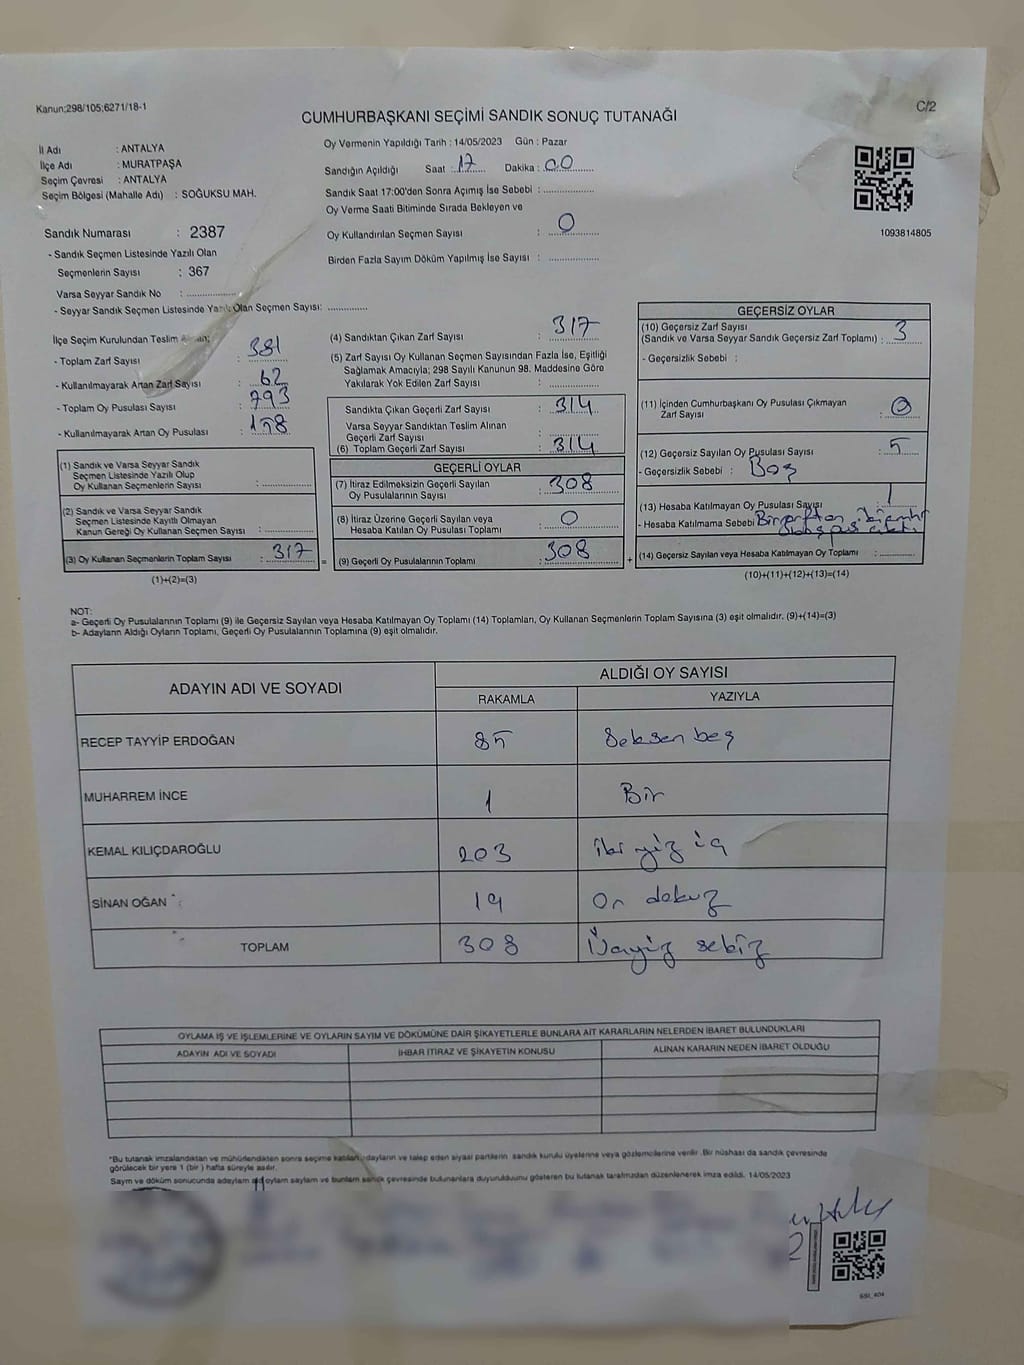 Kanun:298/105;6271/18-1
C/2
CUMHURBAŞKANI SEÇİMİ SANDIK SONUÇ TUTANAĞI
İl Adı : ANTALYA
İlçe Adı : MURATPAŞA
Seçim Çevresi : ANTALYA
Seçim Bölgesi (Mahalle Adı) : SOĞUKSU MAH.
Oy Vermenin Yapıldığı Tarih : 14/05/2023 Gün : Pazar
Sandığın Açıldığı Saat : 17 Dakika : 00
Sandık Saat 17:00'den Sonra Açımış İse Sebebi :
Oy Verme Saati Bitiminde Sırada Bekleyen ve
Oy Kullandırılan Seçmen Sayısı : 0
Birden Fazla Sayım Döküm Yapılmış İse Sayısı :
1093814805
Sandık Numarası : 2387
- Sandık Seçmen Listesinde Yazılı Olan
Seçmenlerin Sayısı : 367
Varsa Seyyar Sandık No :
- Seyyar Sandık Seçmen Listesinde Olan Seçmen Sayısı:
İlçe Seçim Kurulundan Teslim
- Toplam Zarf Sayısı : 381
- Kullanılmayarak Artan Zarf Sayısı : 62
- Toplam Oy Pusulası Sayısı : 793
- Kullanılmayarak Artan Oy Pusulası :
(1) Sandık ve Varsa Seyyar Sandık
Seçmen Listesinde Yazılı Olup
Oy Kullanan Seçmenlerin Sayısı :
(2) Sandık ve Varsa Seyyar Sandık
Seçmen Listesinde Kayıtlı Olmayan
Kanun Gereği Oy Kullanan Seçmen Sayısı :
(3) Oy Kullanan Seçmenlerin Toplam Sayısı : 317
(1)+(2)=(3)
(4) Sandıktan Çıkan Zarf Sayısı : 317
(5) Zarf Sayısı Oy Kullanan Seçmen Sayısından Fazla İse, Eşitliği
Sağlamak Amacıyla; 298 Sayılı Kanunun 98. Maddesine Göre
Yakılarak Yok Edilen Zarf Sayısı :
Sandıkta Çıkan Geçerli Zarf Sayısı : 314
Varsa Seyyar Sandıktan Teslim Alınan
Geçerli Zarf Sayısı :
(6) Toplam Geçerli Zarf Sayısı : 314
GEÇERLİ OYLAR
(7) İtiraz Edilmeksizin Geçerli Sayılan
Oy Pusulalarının Sayısı : 308
(8) İtiraz Üzerine Geçerli Sayılan veya
Hesaba Katılan Oy Pusulası Toplamı : 0
(9) Geçerli Oy Pusulalarının Toplamı : 308
=
+
GEÇERSİZ OYLAR
(10) Geçersiz Zarf Sayısı
(Sandık ve Varsa Seyyar Sandık Geçersiz Zarf Toplamı) : 3
- Geçersizlik Sebebi :
(11) İçinden Cumhurbaşkanı Oy Pusulası Çıkmayan
Zarf Sayısı : 0
(12) Geçersiz Sayılan Oy Pusulası Sayısı : 5
- Geçersizlik Sebebi : Boş
(13) Hesaba Katılmayan Oy Pusulası Sayısı 1
- Hesaba Katılmama Sebebi
(14) Geçersiz Sayılan veya Hesaba Katılmayan Oy Toplamı :
(10)+(11)+(12)+(13)=(14)
NOT:
a- Geçerli Oy Pusulalarının Toplamı (9) ile Geçersiz Sayılan veya Hesaba Katılmayan Oy Toplamı (14) Toplamları, Oy Kullanan Seçmenlerin Toplam Sayısına (3) eşit olmalıdır. (9)+(14)=(3)
b- Adayların Aldığı Oyların Toplamı, Geçerli Oy Pusulalarının Toplamına (9) eşit olmalıdır.
ADAYIN ADI VE SOYADI
ALDIĞI OY SAYISI
RAKAMLA YAZIYLA
RECEP TAYYİP ERDOĞAN 85 Seksen beş
MUHARREM İNCE 1 Bir
KEMAL KILIÇDAROĞLU 203 iki yüz üç
SİNAN OĞAN 19 On dokuz
TOPLAM 308 Üçyüz sekiz
OYLAMA İŞ VE İŞLEMLERİNE VE OYLARIN SAYIM VE DÖKÜMÜNE DAİR ŞİKAYETLERLE BUNLARA AİT KARARLARIN NELERDEN İBARET BULUNDUKLARI
ADAYIN ADI VE SOYADI İHBAR İTİRAZ VE ŞİKAYETİN KONUSU ALINAN KARARIN NEDEN İBARET OLDUĞU
*Bu tutanak imzalandıktan ve mühürlendikten sonra seçime katılan adayların ve talep eden siyasi partilerin sandık kurulu üyelerine veya gözlemcilerine verilir. Bir nüshası da sandık çevresinde
görülecek bir yere 1 (bir) hafta süreyle asılır.
Sayım ve döküm sonucunda adayların oyların sayıları ve bunların sandık çevresinde bulunanlara duyurulduğunu gösteren bu tutanak tarafımızdan düzenlenerek imza edildi. 14/05/2023